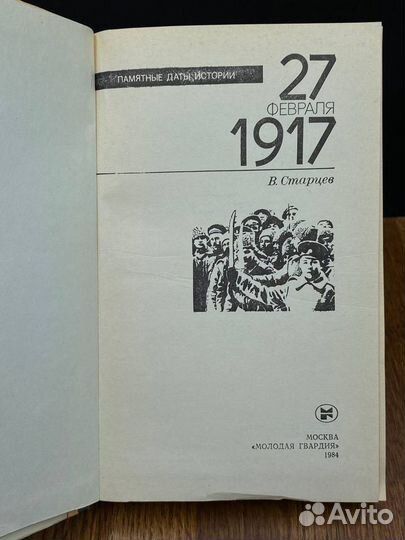 ПАМЯТНЫЕ ДАТЫ ИСТОРИИ
27
ФЕВРАЛЯ
1917
В. Старцев
МОСКВА
«МОЛОДАЯ ГВАРДИЯ»
1984
Avito